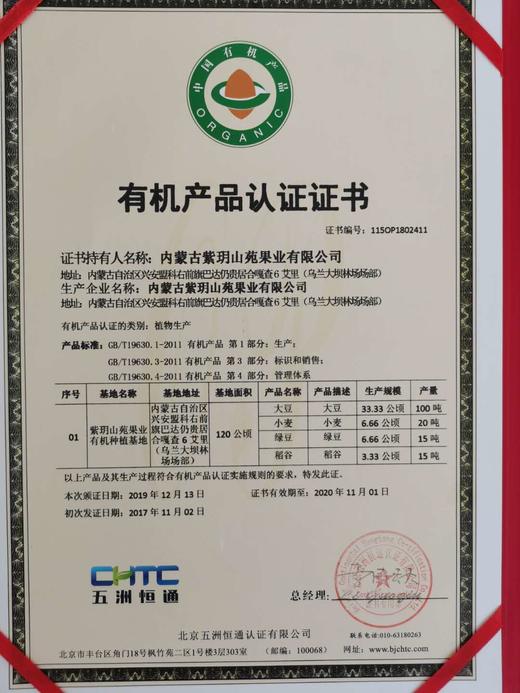 中国有机产品
ORGANIC
有机产品认证证书
证书编号：115OP1802411
证书持有人名称：内蒙古紫玥山苑果业有限公司
地址：内蒙古自治区兴安盟科右前旗巴达仍贵居合嘎查6艾里（乌兰大坝林场场部）
生产企业名称：内蒙古紫玥山苑果业有限公司
地址：内蒙古自治区兴安盟科右前旗巴达仍贵居合嘎查6艾里（乌兰大坝林场场部）
有机产品认证的类别：植物生产
产品标准：GB/T19630.1-2011 有机产品 第1部分：生产；
GB/T19630.3-2011 有机产品 第3部分：标识和销售；
GB/T19630.4-2011 有机产品 第4部分：管理体系
序号 基地名称 基地地址 基地面积 产品名称 产品描述 生产规模 产量
01 紫玥山苑果业有机种植基地 内蒙古自治区兴安盟科右前旗巴达仍贵居合嘎查6艾里（乌兰大坝林场场部） 120公顷 大豆 大豆 33.33公顷 100吨
小麦 小麦 6.66公顷 20吨
绿豆 绿豆 6.66公顷 15吨
稻谷 稻谷 3.33公顷 15吨
以上产品及其生产过程符合有机产品认证实施规则的要求，特发此证。
本次颁证日期：2019年12月13日 证书有效期至：2020年11月01日
初次发证日期：2017年11月02日
CHTC
五洲恒通
总经理：
北京五洲恒通认证有限公司
联系电话:010-63180263
北京市丰台区角门18号枫竹苑二区1号楼3层303室 （邮编：100068） 网址：www.bjchtc.com